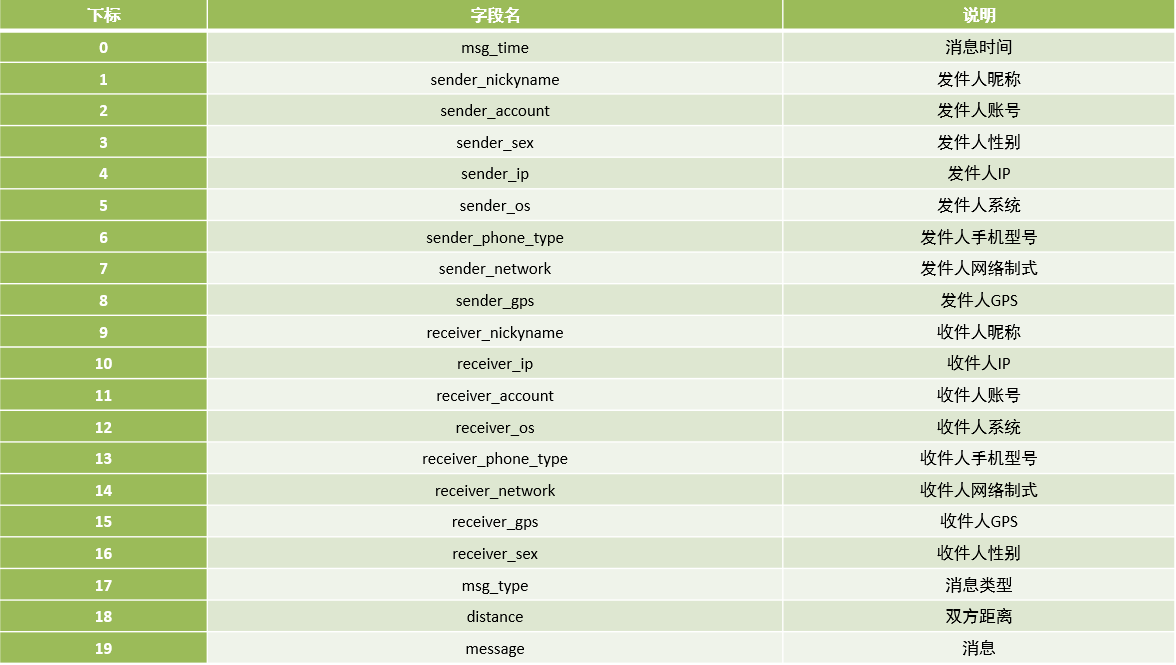 下标 字段名 说明
0 msg_time 消息时间
1 sender_nickyname 发件人昵称
2 sender_account 发件人账号
3 sender_sex 发件人性别
4 sender_ip 发件人IP
5 sender_os 发件人系统
6 sender_phone_type 发件人手机型号
7 sender_network 发件人网络制式
8 sender_gps 发件人GPS
9 receiver_nickyname 收件人昵称
10 receiver_ip 收件人IP
11 receiver_account 收件人账号
12 receiver_os 收件人系统
13 receiver_phone_type 收件人手机型号
14 receiver_network 收件人网络制式
15 receiver_gps 收件人GPS
16 receiver_sex 收件人性别
17 msg_type 消息类型
18 distance 双方距离
19 message 消息